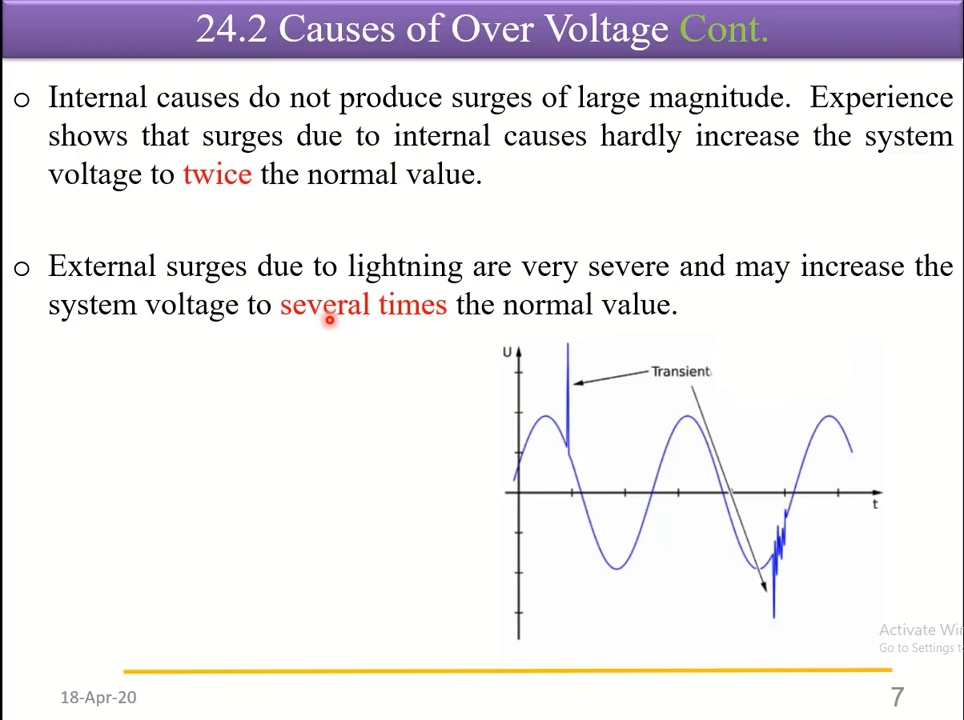 24.2 Causes of Over Voltage Cont.
o Internal causes do not produce surges of large magnitude. Experience
shows that surges due to internal causes hardly increase the system
voltage to twice the normal value.
o External surges due to lightning are very severe and may increase the
system voltage to several times the normal value.
U
Transient
t
Activate Win
Go to Settings t
18-Apr-20
7